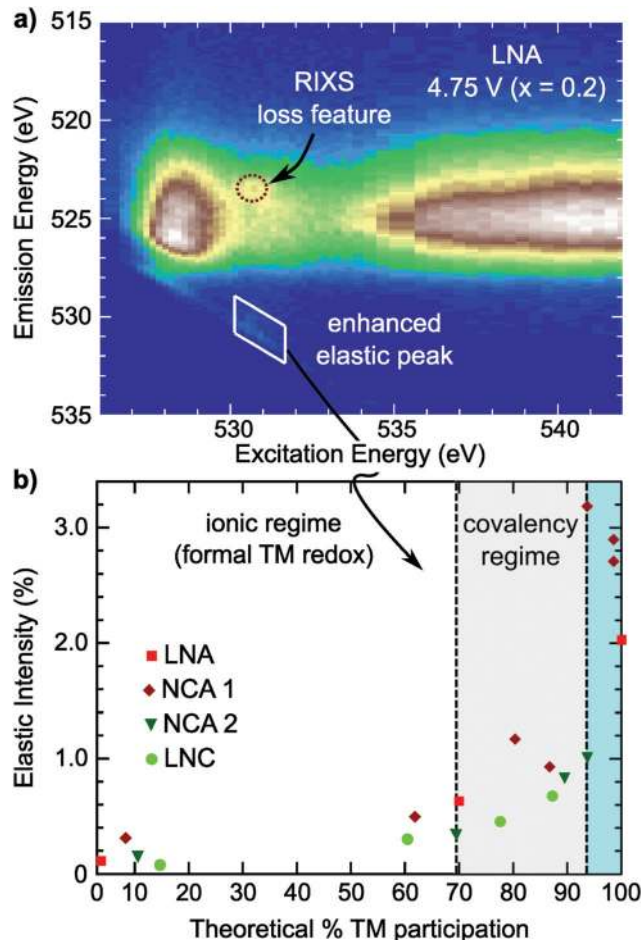 a)
515
520
525
530
535
Emission Energy (eV)
LNA
4.75 V (x = 0.2)
RIXS
loss feature
enhanced
elastic peak
530
535
540
Excitation Energy (eV)
b)
3.0
2.0
1.0
0
Elastic Intensity (%)
ionic regime
(formal TM redox)
covalency
regime
LNA
NCA 1
NCA 2
LNC
0 10 20 30 40 50 60 70 80 90 100
Theoretical % TM participation